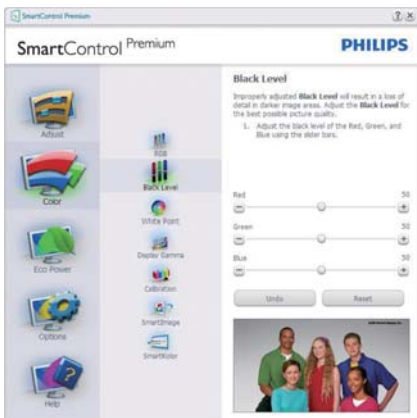 SmartControl Premium
SmartControl Premium
PHILIPS
Adjust
Color
Eco Power
Options
Help
RGB
Black Level
White Point
Display Gamma
Calibration
SmartImage
SmartKolor
Black Level
Improperly adjusted Black Level will result in a loss of
detail in darker image areas. Adjust the Black Level for
the best possible picture quality.
1. Adjust the black level of the Red, Green, and
Blue using the slider bars.
Red 50
Green 50
Blue 50
Undo
Reset